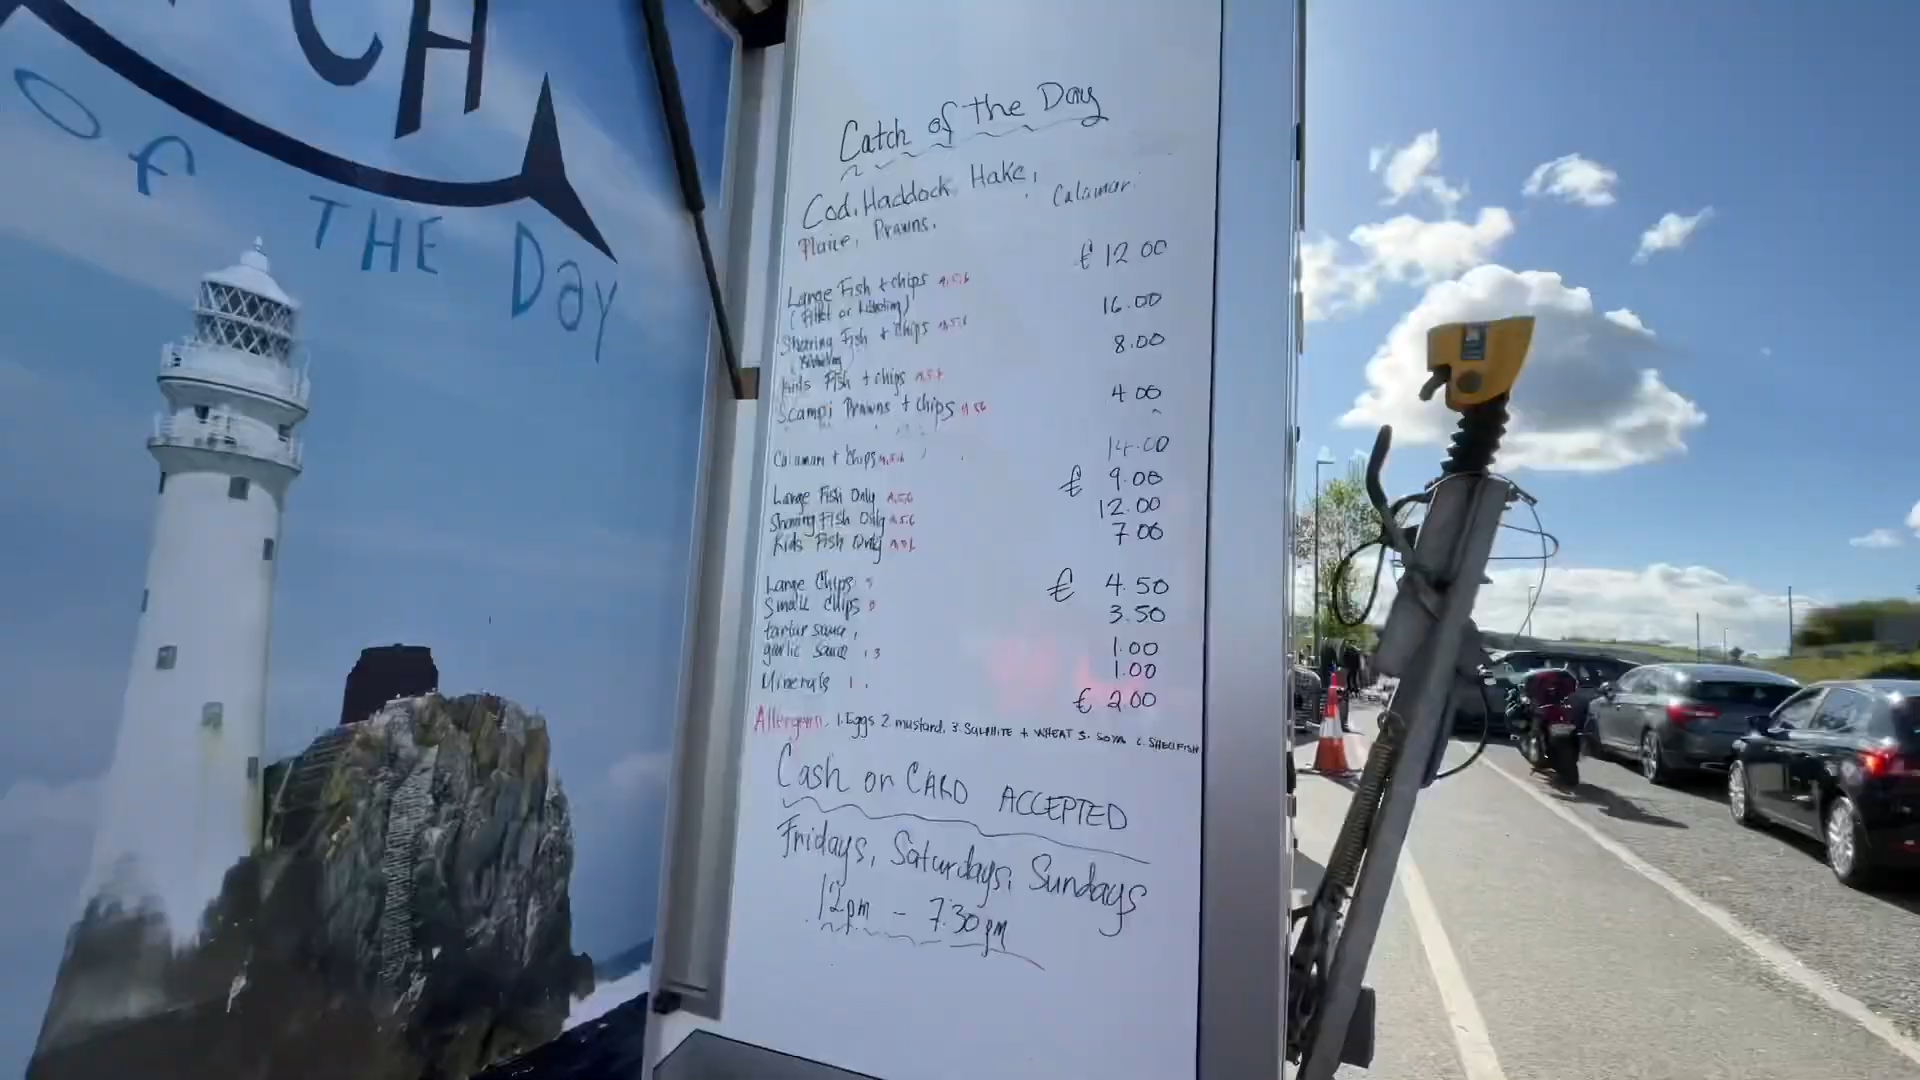 CH
OF THE Day
Catch of the Day
Cod, Haddock, Hake,
Calamari
Plaice, Prawns.
€ 12.00
Large Fish + chips 4,5,6
(Fillet or
16.00
Sharing Fish + Chips
8.00
Kids Fish + chips
4.00
Scampi Prawns + chips
14.00
Calamari + Chips
€ 9.00
Large Fish Only
12.00
Sharing Fish Only
7.00
Kids Fish Only
Large Chips € 4.50
Small Chips 3.50
tartar sauce, 1.00
garlic sauce 1.00
Minerals € 2.00
Allergens. 1. Eggs 2. mustard. 3. SULPHITE 4 WHEAT 5. SOYA 6. SHELLFISH
Cash or CARD ACCEPTED
Fridays, Saturdays, Sundays
12pm - 7.30pm